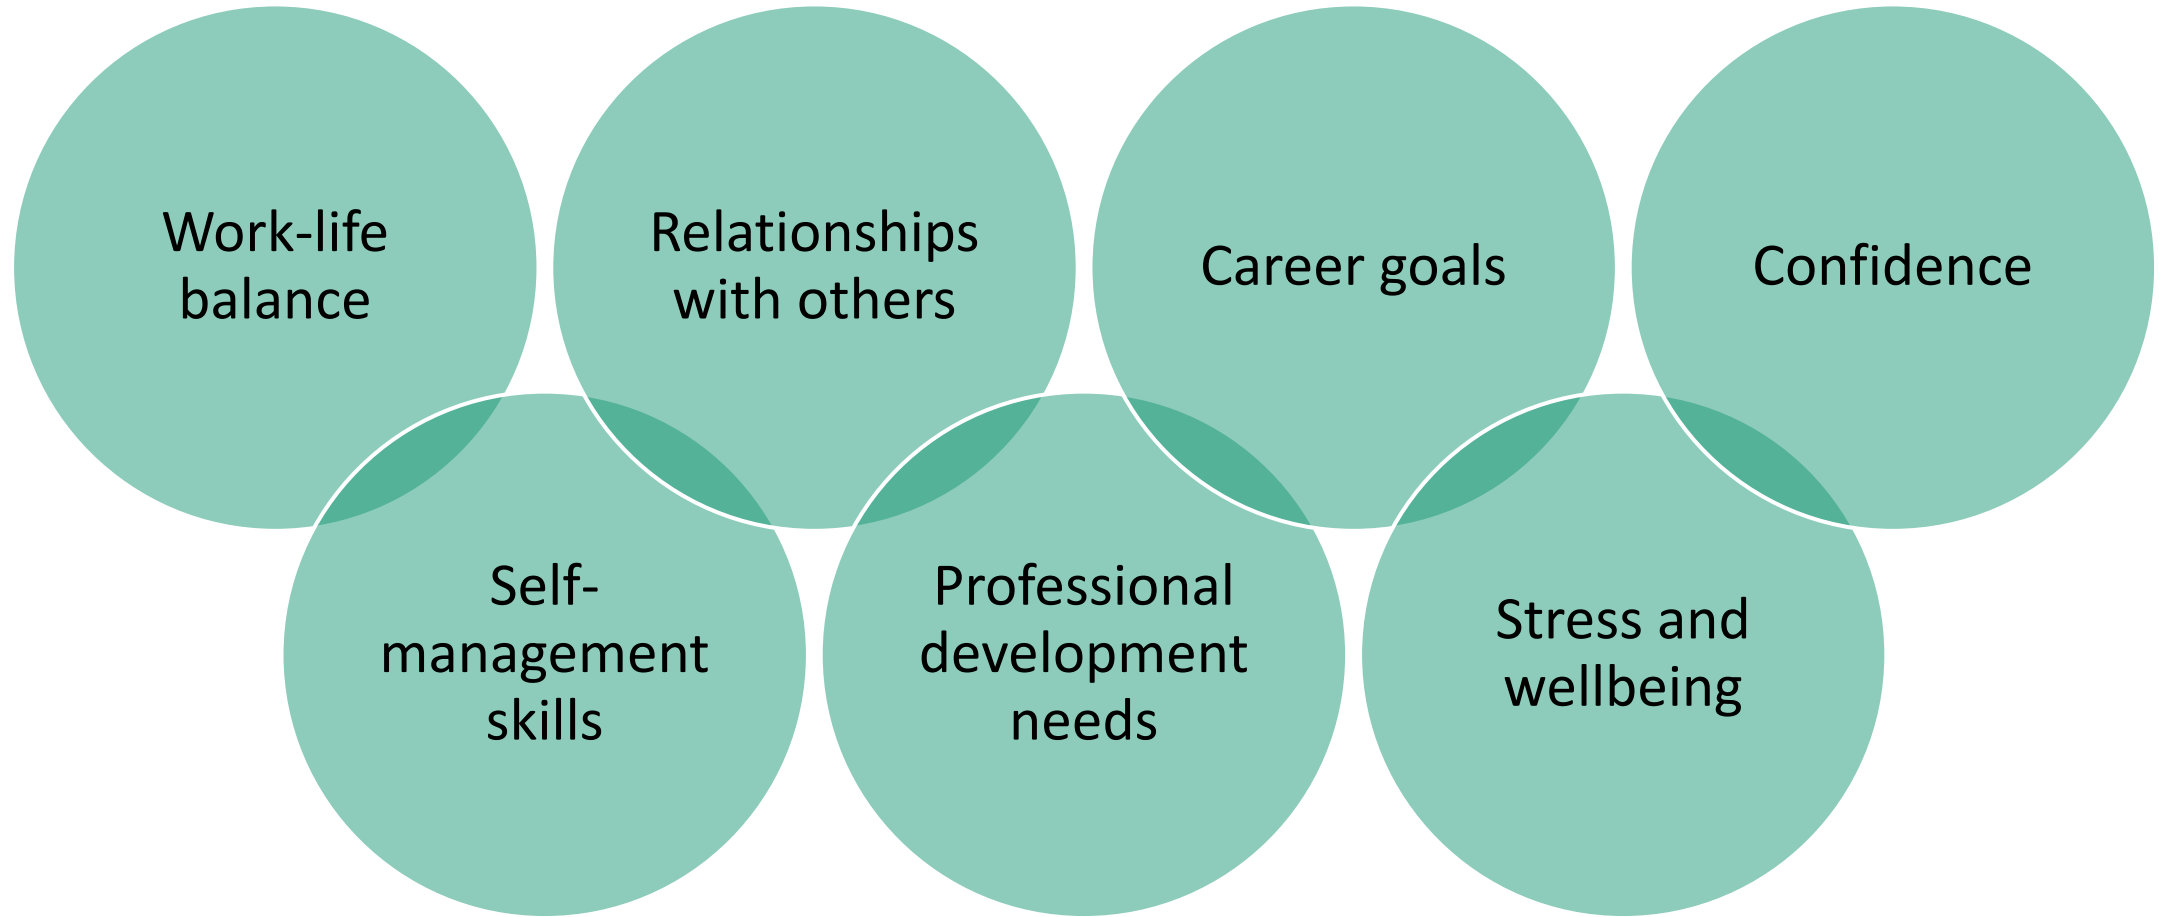 Work-life
balance
Relationships
with others
Career goals
Confidence
Self-
management
skills
Professional
development
needs
Stress and
wellbeing